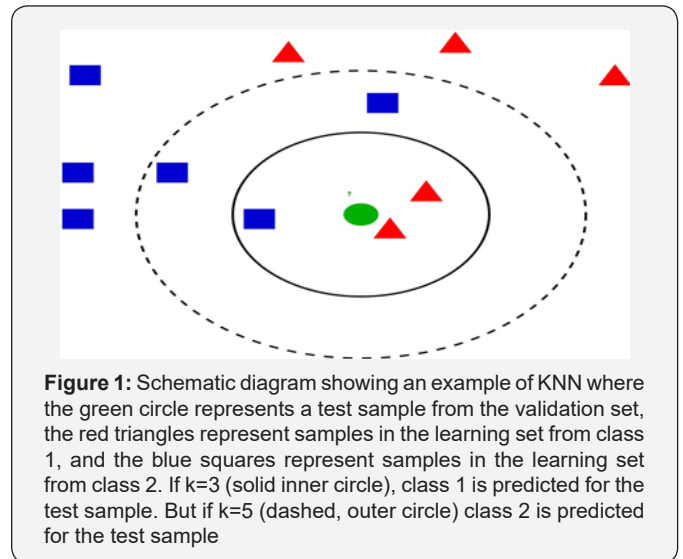 ?
Figure 1: Schematic diagram showing an example of KNN where
the green circle represents a test sample from the validation set,
the red triangles represent samples in the learning set from class
1, and the blue squares represent samples in the learning set
from class 2. If k=3 (solid inner circle), class 1 is predicted for the
test sample. But if k=5 (dashed, outer circle) class 2 is predicted
for the test sample